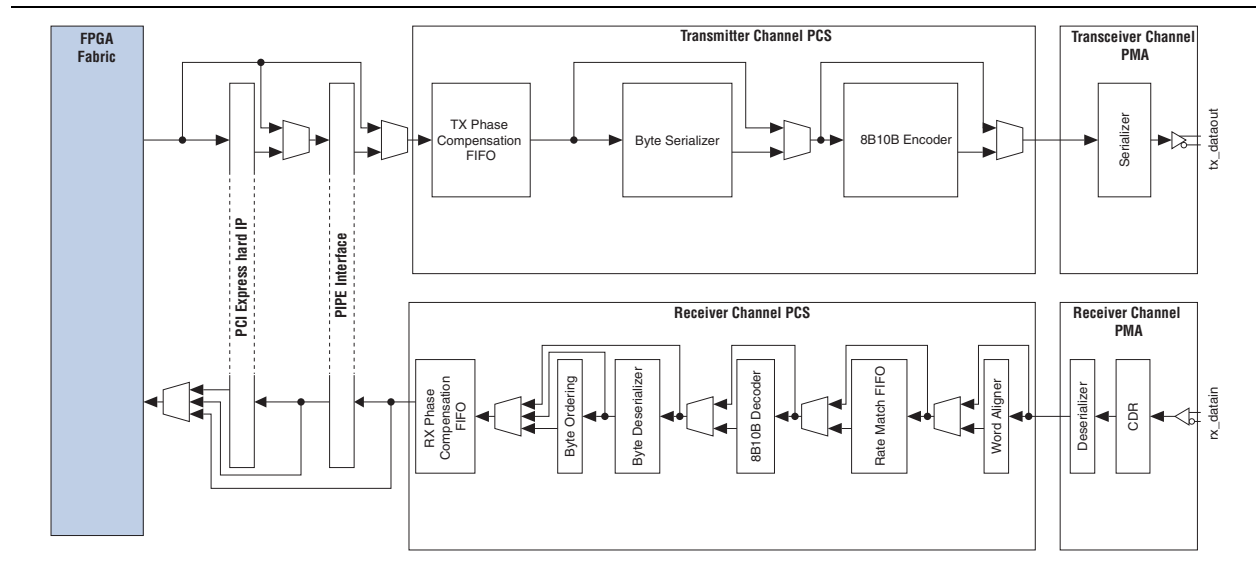 FPGA
Fabric
Transmitter Channel PCS
Transceiver Channel
PMA
TX Phase
Compensation
FIFO
Byte Serializer
8B10B Encoder
Serializer
tx_dataout
PCI Express hard IP
PIPE Interface
Receiver Channel PCS
Receiver Channel
PMA
RX Phase
Compensation
FIFO
Byte Ordering
Byte Deserializer
8B10B Decoder
Rate Match FIFO
Word Aligner
Deserializer
CDR
rx_datain